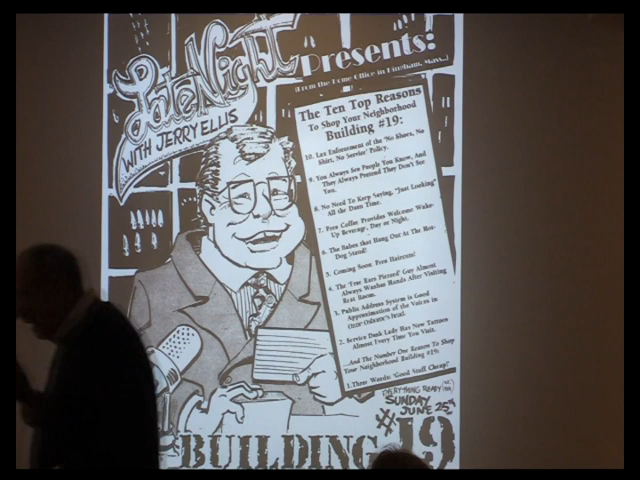 Late Night
WITH JERRY ELLIS
Presents:
(From the Home Office in Hingham, Mass..)
The Ten Top Reasons
To Shop Your Neighborhood
Building #19:
10. Lax Enforcement of the 'No Shoes, No
Shirt, No Service' Policy.
9. You Always See People You Know, And
They Always Pretend They Don't See
You.
8. No Need To Keep Saying, "Just Looking"
All the Darn Time.
7. Free Coffee Provides Welcome Wake-
Up Beverage, Day or Night.
6. The Babes that Hang Out At The Hot-
Dog Stand!
5. Coming Soon: Free Haircuts!
4. The 'Free Ears Pierced' Guy Almost
Always Washes Hands After Visiting
Rest Room.
3. Public Address System is Good
Approximation of the Voices in
Head.
2. Service Desk Lady Has New Tattoos
Almost Every Time You Visit.
...And The Number One Reason To Shop
Your Neighborhood Building #19:
1. Three Words: 'Good Stuff Cheap!'
EVERYTHING READY
SUNDAY
JUNE 25th
BUILDING #19